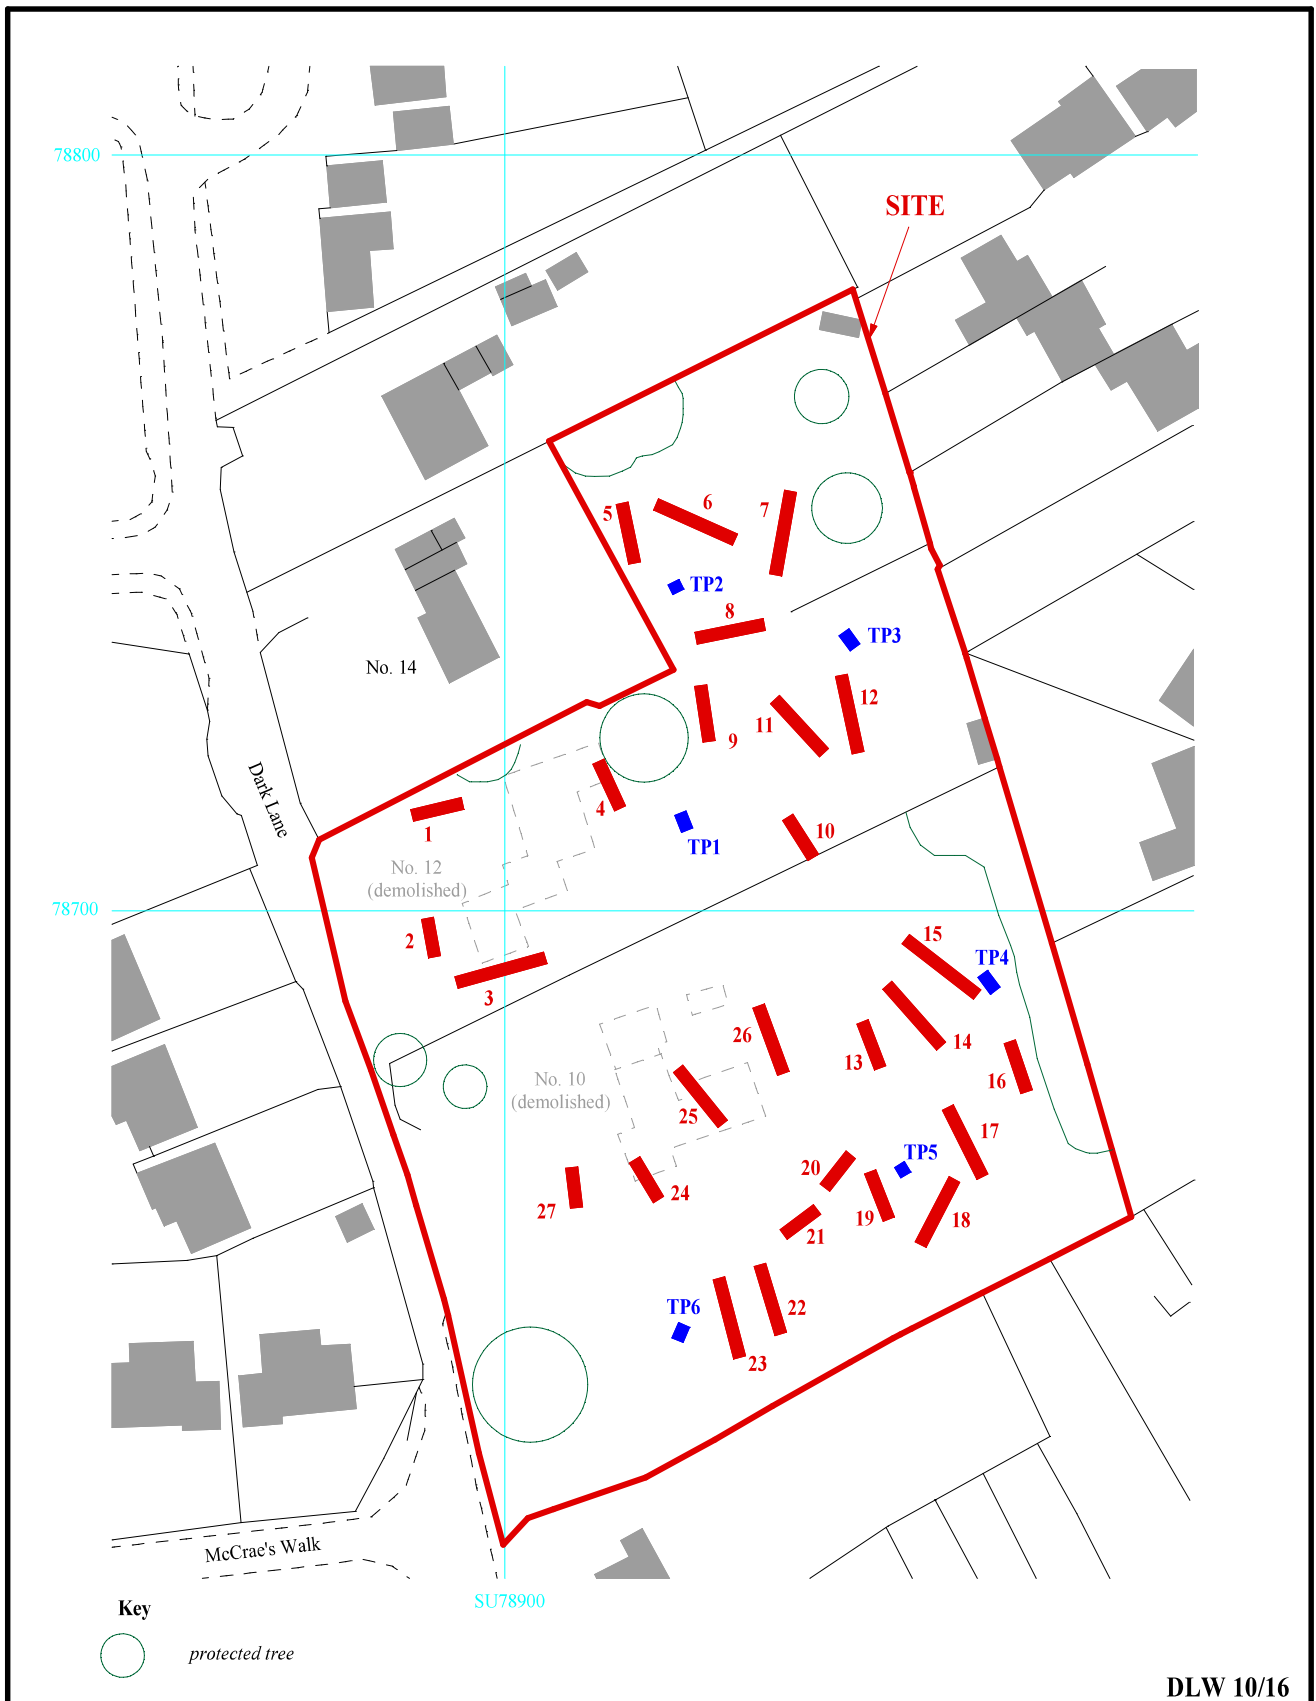 78800
SITE
5
6
7
TP2
8
TP3
No. 14
12
11
9
Dark Lane
4
1
10
TP1
No. 12
(demolished)
78700
2
15
TP4
3
26
14
13
16
No. 10
(demolished)
25
17
TP5
20
24
27
19
18
21
TP6
22
23
McCrae's Walk
SU78900
Key
protected tree
DLW 10/16